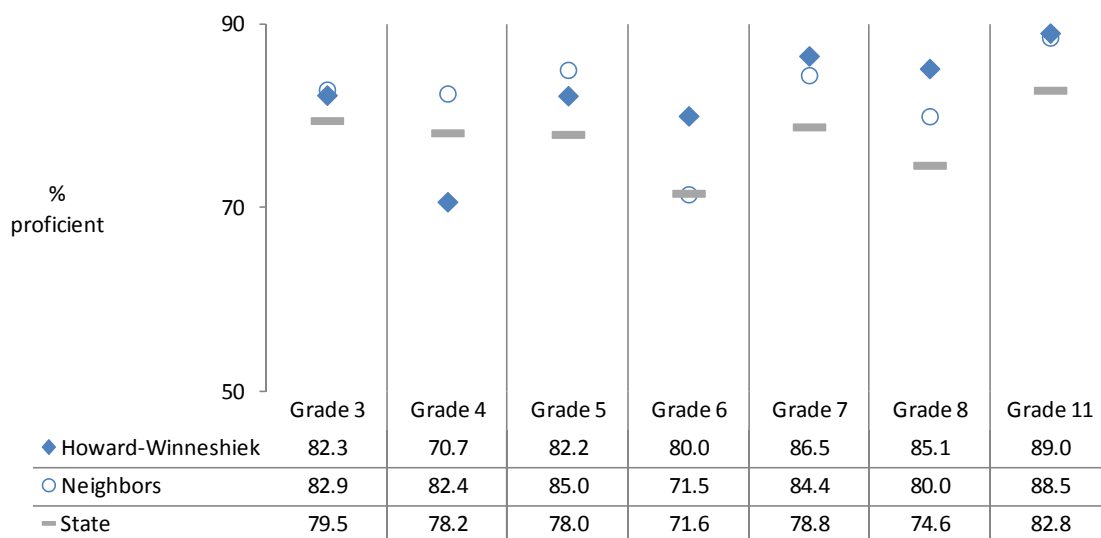 90
%
proficient
70
50
Grade 3 Grade 4 Grade 5 Grade 6 Grade 7 Grade 8 Grade 11
Howard-Winneshiek 82.3 70.7 82.2 80.0 86.5 85.1 89.0
Neighbors 82.9 82.4 85.0 71.5 84.4 80.0 88.5
State 79.5 78.2 78.0 71.6 78.8 74.6 82.8